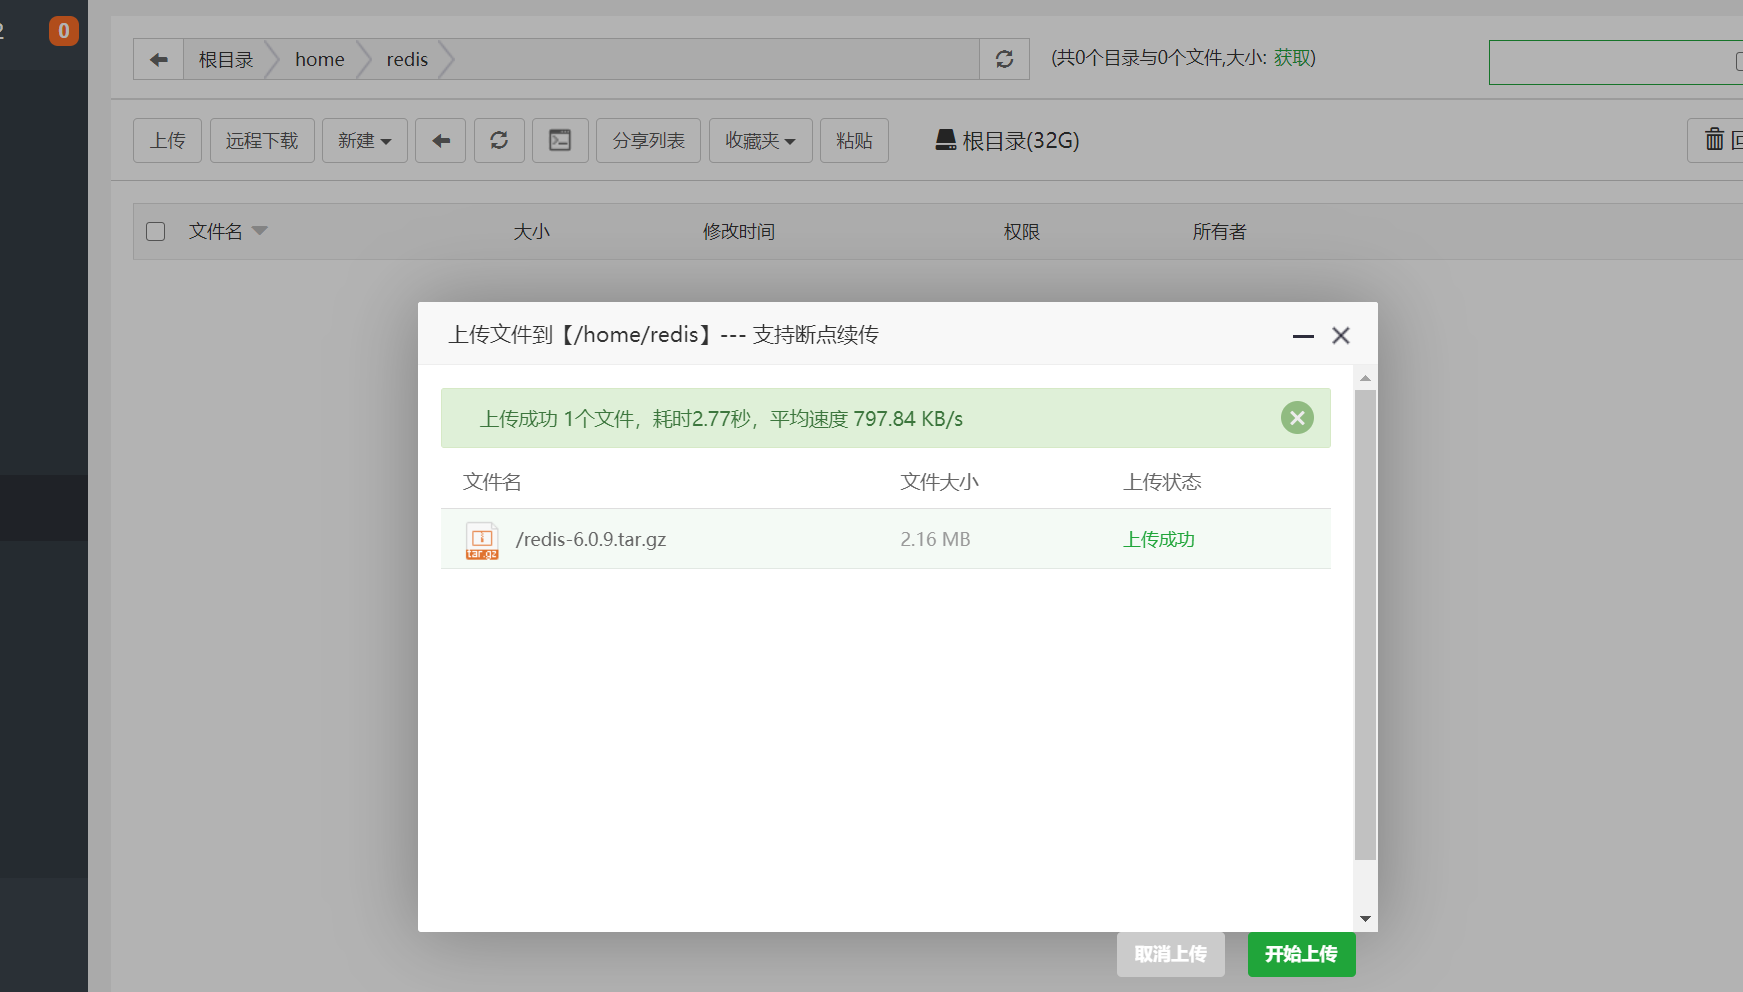 0
根目录 home redis (共0个目录与0个文件,大小: 获取)
上传 远程下载 新建 分享列表 收藏夹 粘贴 根目录(32G)
文件名 大小 修改时间 权限 所有者
上传文件到【/home/redis】--- 支持断点续传
上传成功 1个文件，耗时2.77秒，平均速度 797.84 KB/s
文件名 文件大小 上传状态
tar.gz /redis-6.0.9.tar.gz 2.16 MB 上传成功
取消上传 开始上传